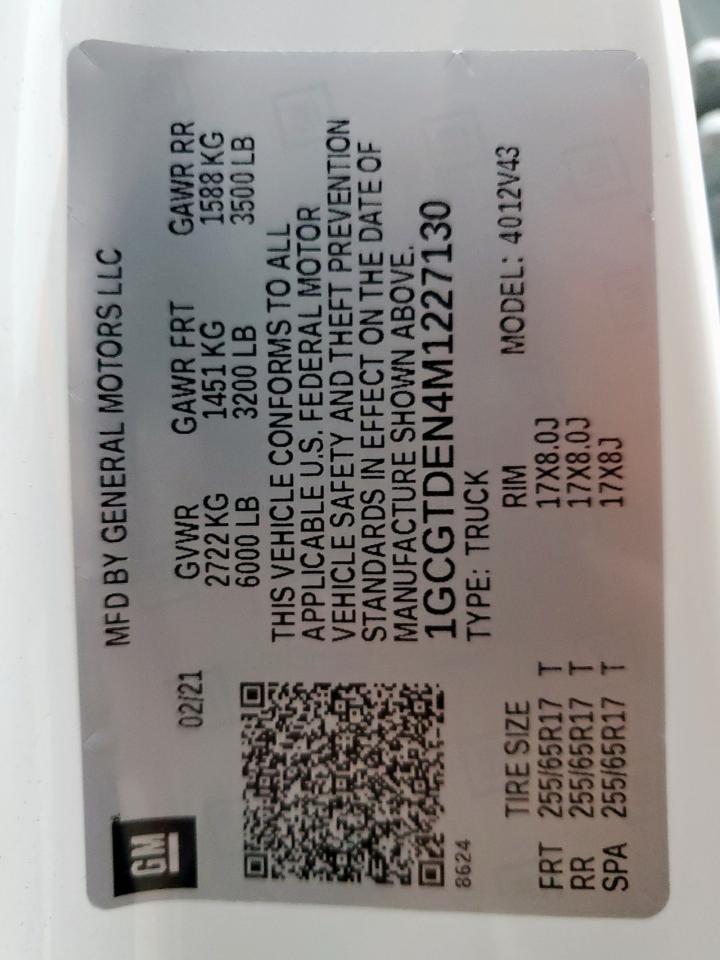 GM
MFD BY GENERAL MOTORS LLC
02/21
GVWR GAWR FRT GAWR RR
2722 KG 1451 KG 1588 KG
6000 LB 3200 LB 3500 LB
THIS VEHICLE CONFORMS TO ALL
APPLICABLE U.S. FEDERAL MOTOR
VEHICLE SAFETY AND THEFT PREVENTION
STANDARDS IN EFFECT ON THE DATE OF
MANUFACTURE SHOWN ABOVE.
1GCGTDEN4M1227130
8624
TYPE: TRUCK
TIRE SIZE RIM MODEL: 4012V43
FRT 255/65R17 T 17X8.0J
RR 255/65R17 T 17X8.0J
SPA 255/65R17 T 17X8J